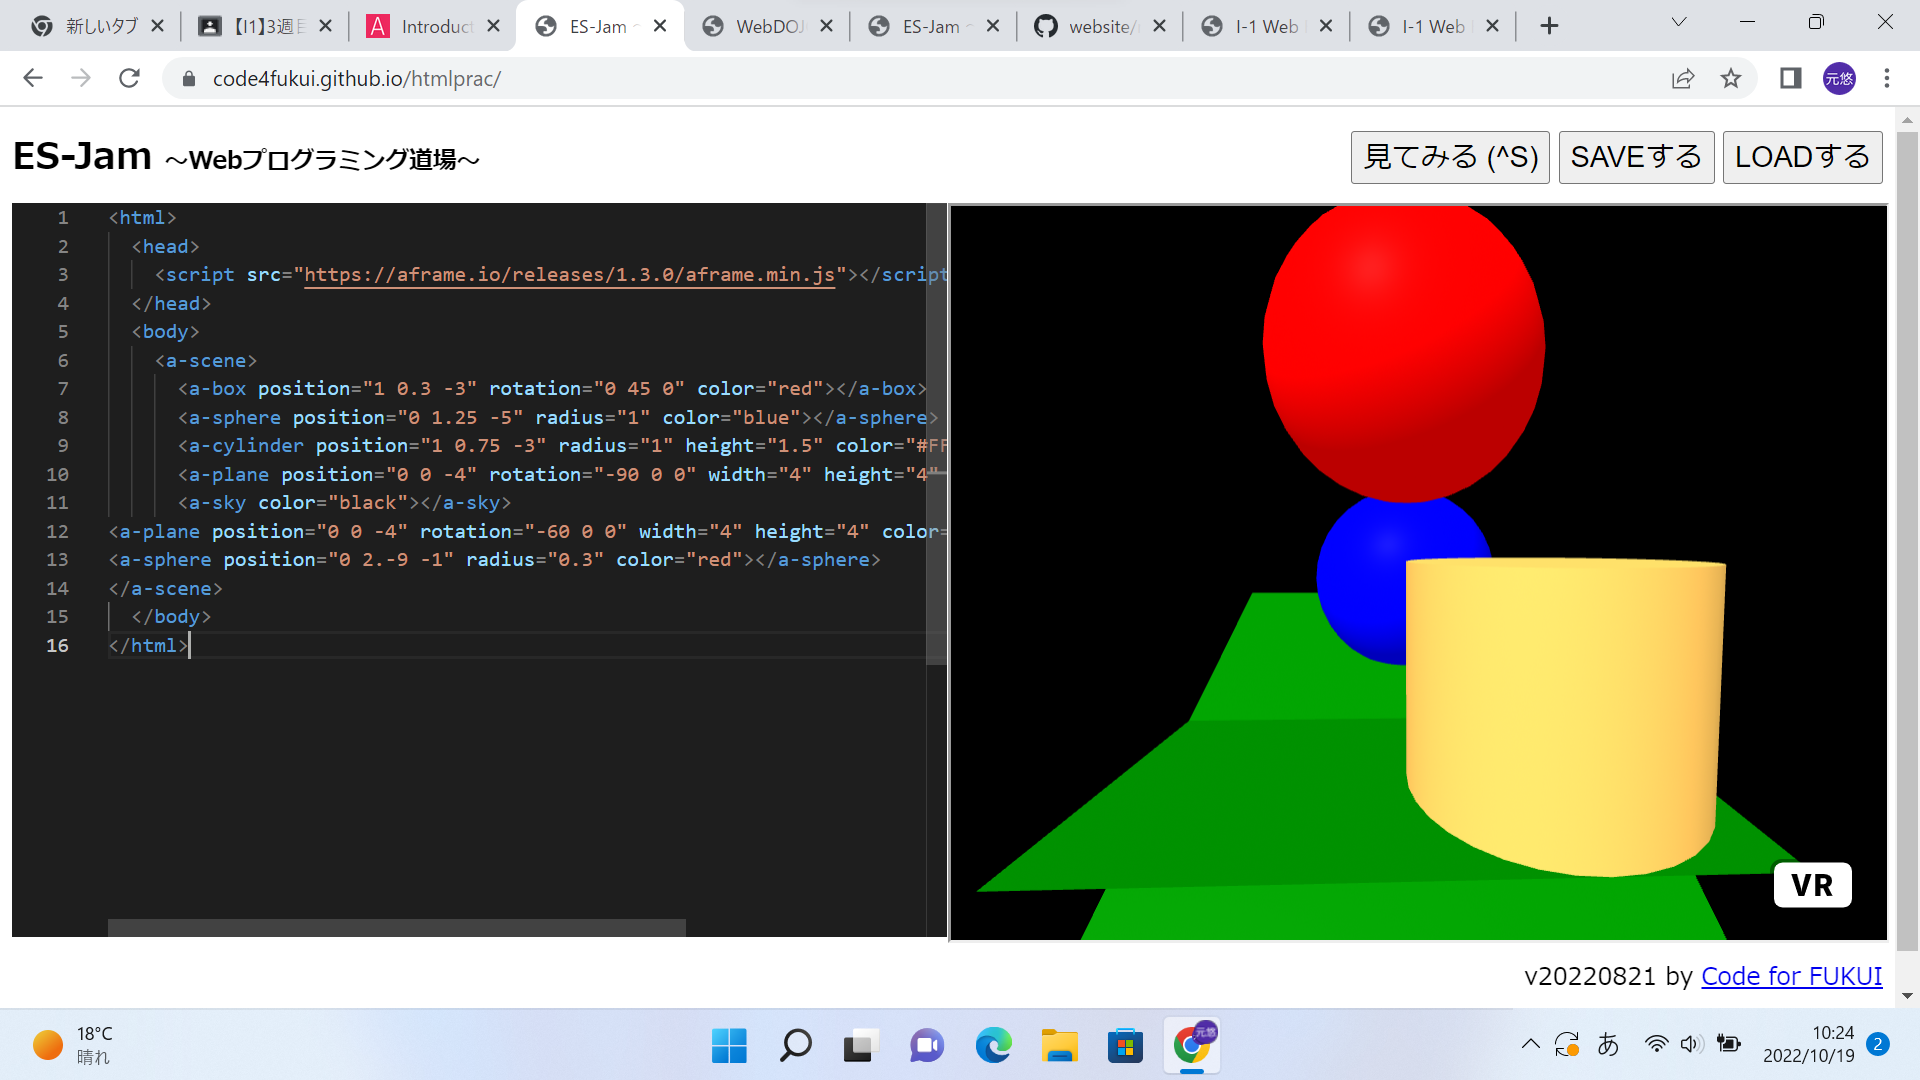 新しいタブ
【I1】3週目
Introduct
ES-Jam ~
WebDOJ
ES-Jam ~
website/
I-1 Web
I-1 Web
code4fukui.github.io/htmlprac/
元悠
ES-Jam ～Webプログラミング道場～
見てみる (^S)
SAVEする
LOADする
1 <html>
2 <head>
3 <script src="https://aframe.io/releases/1.3.0/aframe.min.js"></script
4 </head>
5 <body>
6 <a-scene>
7 <a-box position="1 0.3 -3" rotation="0 45 0" color="red"></a-box>
8 <a-sphere position="0 1.25 -5" radius="1" color="blue"></a-sphere>
9 <a-cylinder position="1 0.75 -3" radius="1" height="1.5" color="#FF
10 <a-plane position="0 0 -4" rotation="-90 0 0" width="4" height="4"
11 <a-sky color="black"></a-sky>
12 <a-plane position="0 0 -4" rotation="-60 0 0" width="4" height="4" color=
13 <a-sphere position="0 2.-9 -1" radius="0.3" color="red"></a-sphere>
14 </a-scene>
15 </body>
16 </html>
VR
v20220821 by Code for FUKUI
18°C
晴れ
元悠
あ
10:24
2022/10/19
2